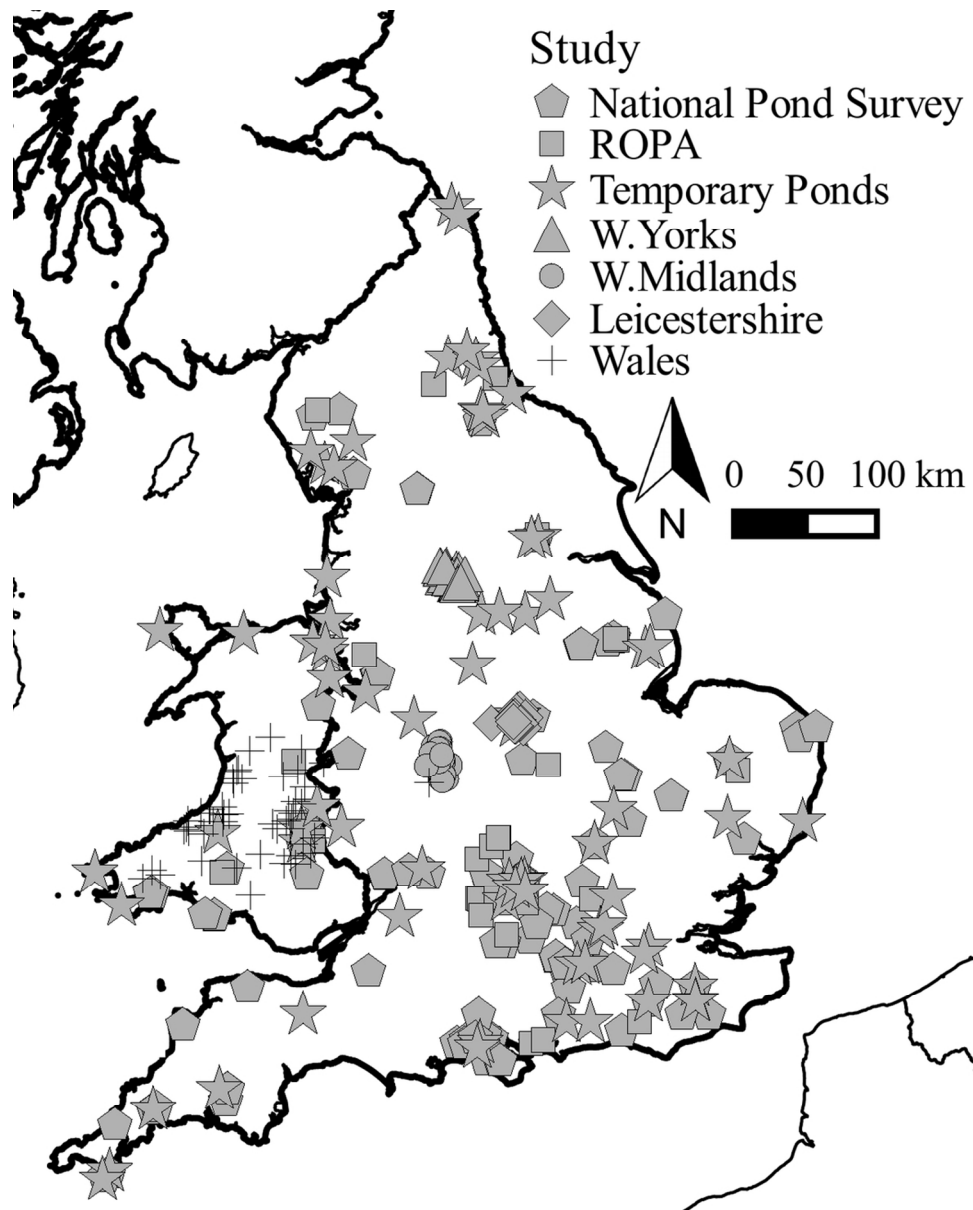 Study
National Pond Survey
ROPA
Temporary Ponds
W.Yorks
W.Midlands
Leicestershire
Wales
0 50 100 km
N